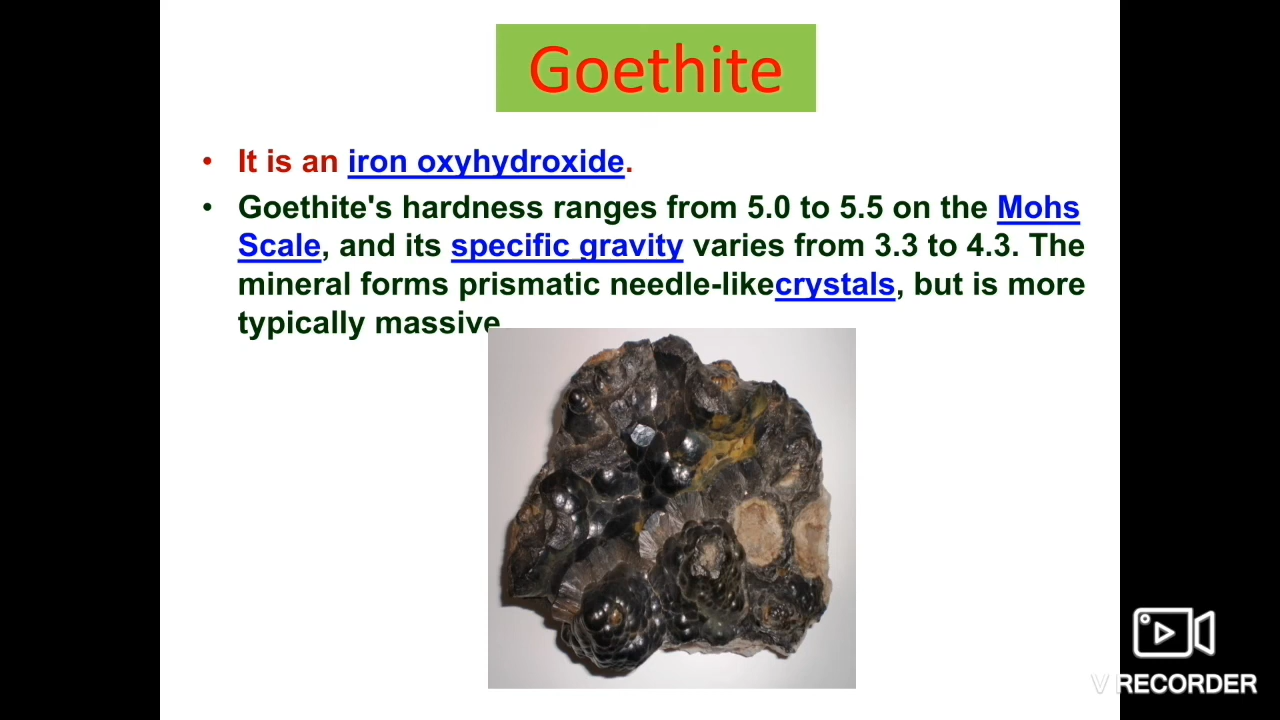 Goethite
• It is an iron oxyhydroxide.
• Goethite's hardness ranges from 5.0 to 5.5 on the Mohs
Scale, and its specific gravity varies from 3.3 to 4.3. The
mineral forms prismatic needle-likecrystals, but is more
typically massive
V RECORDER